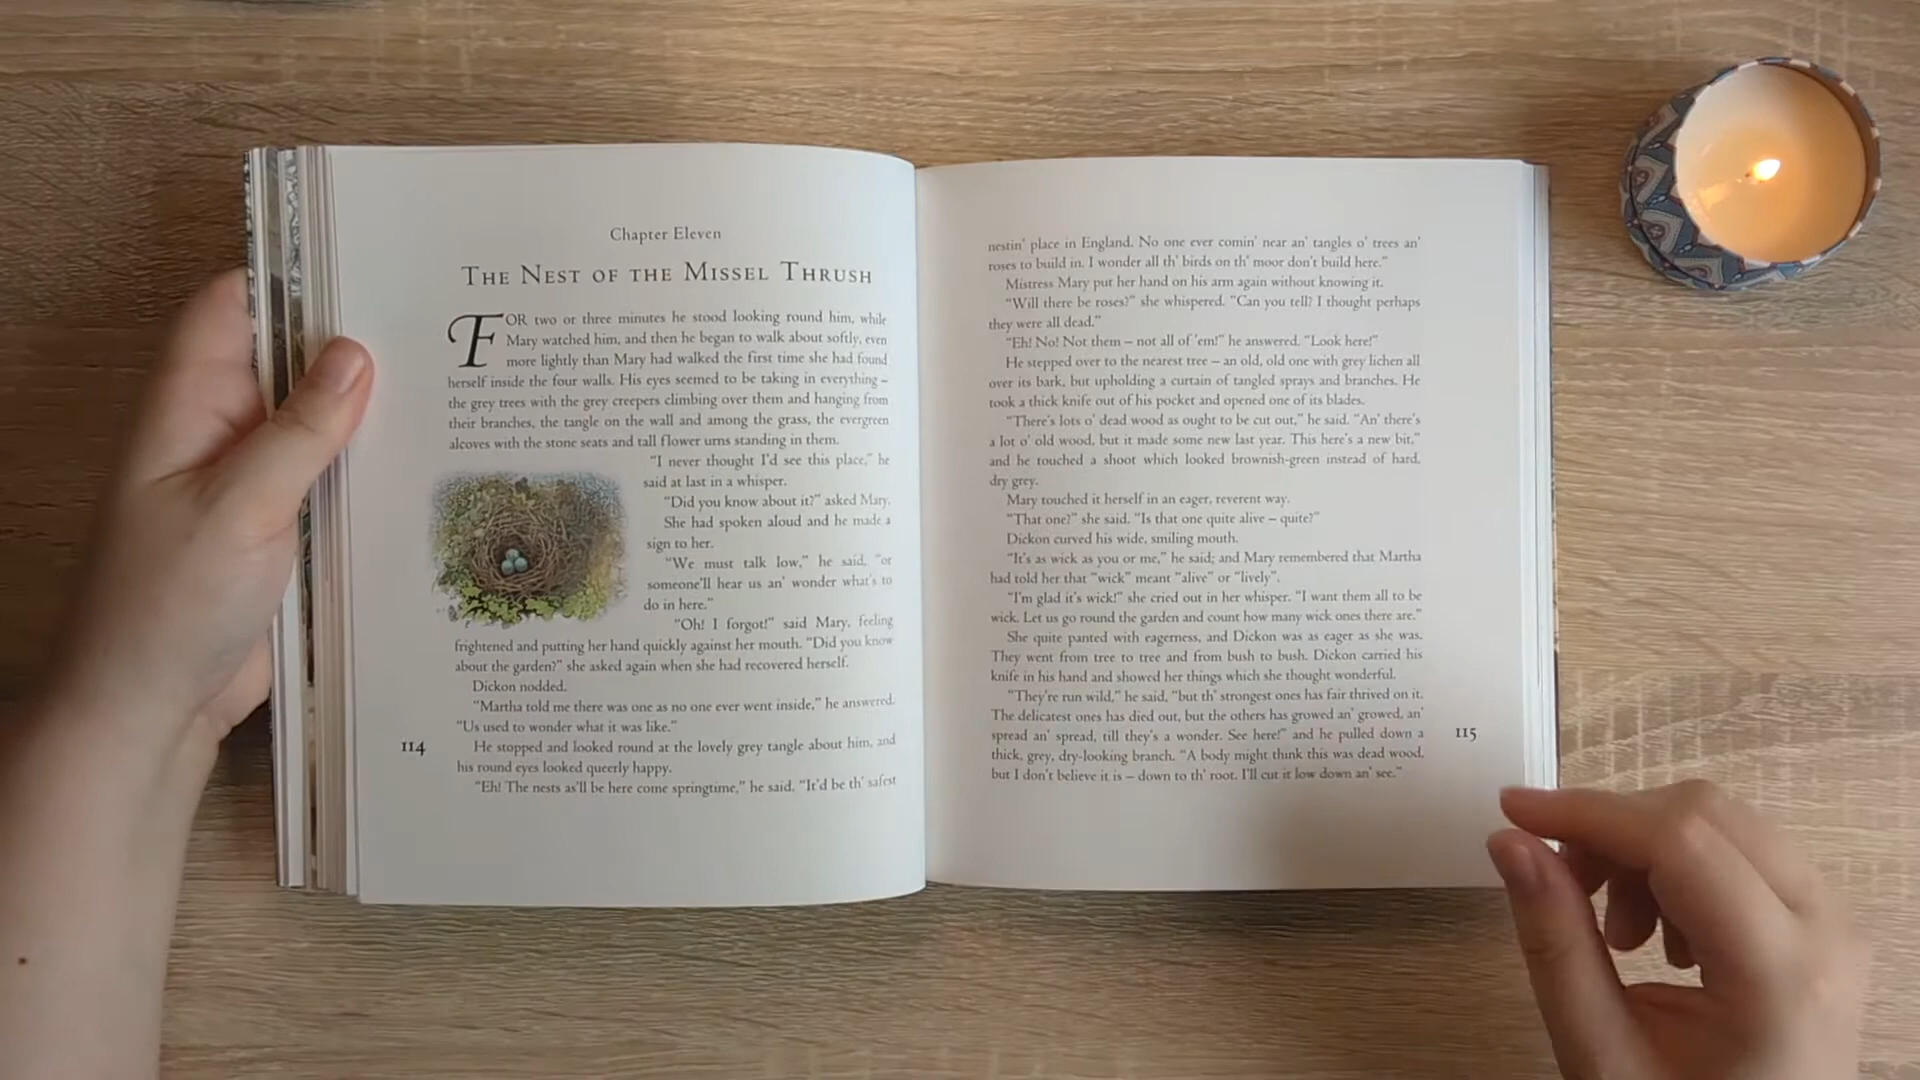 Chapter Eleven
THE NEST OF THE MISSEL THRUSH
FOR two or three minutes he stood looking round him, while
Mary watched him, and then he began to walk about softly, even
more lightly than Mary had walked the first time she had found
herself inside the four walls. His eyes seemed to be taking in everything –
the grey trees with the grey creepers climbing over them and hanging from
their branches, the tangle on the wall and among the grass, the evergreen
alcoves with the stone seats and tall flower urns standing in them.
“I never thought I’d see this place,” he
said at last in a whisper.
“Did you know about it?” asked Mary.
She had spoken aloud and he made a
sign to her.
“We must talk low,” he said, “or
someone’ll hear us an’ wonder what’s to
do in here.”
“Oh! I forgot!” said Mary, feeling
frightened and putting her hand quickly against her mouth. “Did you know
about the garden?” she asked again when she had recovered herself.
Dickon nodded.
“Martha told me there was one as no one ever went inside,” he answered.
“Us used to wonder what it was like.”
He stopped and looked round at the lovely grey tangle about him, and
his round eyes looked queerly happy.
“Eh! The nests as’ll be here come springtime,” he said. “It’d be th’ safest
114
nestin’ place in England. No one ever comin’ near an’ tangles o’ trees an’
roses to build in. I wonder all th’ birds on th’ moor don’t build here.”
Mistress Mary put her hand on his arm again without knowing it.
“Will there be roses?” she whispered. “Can you tell? I thought perhaps
they were all dead.”
“Eh! No! Not them – not all of ’em!” he answered. “Look here!”
He stepped over to the nearest tree – an old, old one with grey lichen all
over its bark, but upholding a curtain of tangled sprays and branches. He
took a thick knife out of his pocket and opened one of its blades.
“There’s lots o’ dead wood as ought to be cut out,” he said. “An’ there’s
a lot o’ old wood, but it made some new last year. This here’s a new bit,”
and he touched a shoot which looked brownish-green instead of hard,
dry grey.
Mary touched it herself in an eager, reverent way.
“That one?” she said. “Is that one quite alive – quite?”
Dickon curved his wide, smiling mouth.
“It’s as wick as you or me,” he said; and Mary remembered that Martha
had told her that “wick” meant “alive” or “lively”.
“I’m glad it’s wick!” she cried out in her whisper. “I want them all to be
wick. Let us go round the garden and count how many wick ones there are.”
She quite panted with eagerness, and Dickon was as eager as she was.
They went from tree to tree and from bush to bush. Dickon carried his
knife in his hand and showed her things which she thought wonderful.
“They’re run wild,” he said, “but th’ strongest ones has fair thrived on it.
The delicatest ones has died out, but the others has growed an’ growed, an’
spread an’ spread, till they’s a wonder. See here!” and he pulled down a
thick, grey, dry-looking branch. “A body might think this was dead wood,
but I don’t believe it is – down to th’ root. I’ll cut it low down an’ see.”
115